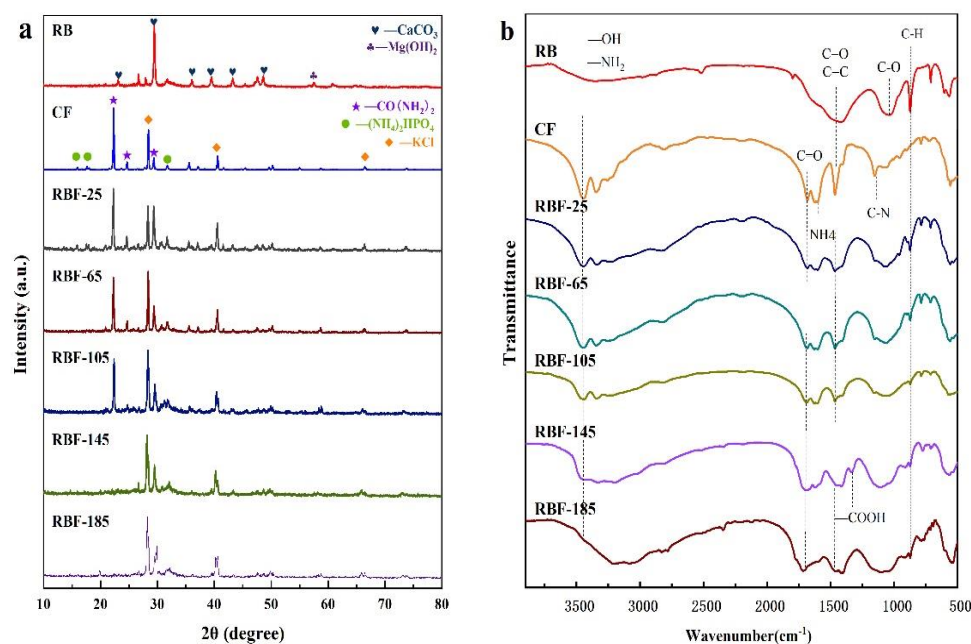 a
RB
♥ —CaCO3
♣—Mg(OH)2
CF
★ —CO(NH2)2
● —(NH4)2HPO4
◆ —KCl
RBF-25
RBF-65
RBF-105
RBF-145
RBF-185
Intensity (a.u.)
10 20 30 40 50 60 70 80
2θ (degree)
b
RB
—OH
—NH2
C-O
C-C
C-O
C-H
CF
C=O
C-N
NH4
RBF-25
RBF-65
RBF-105
RBF-145
—COOH
RBF-185
Transmittance
3500 3000 2500 2000 1500 1000 500
Wavenumber(cm-1)